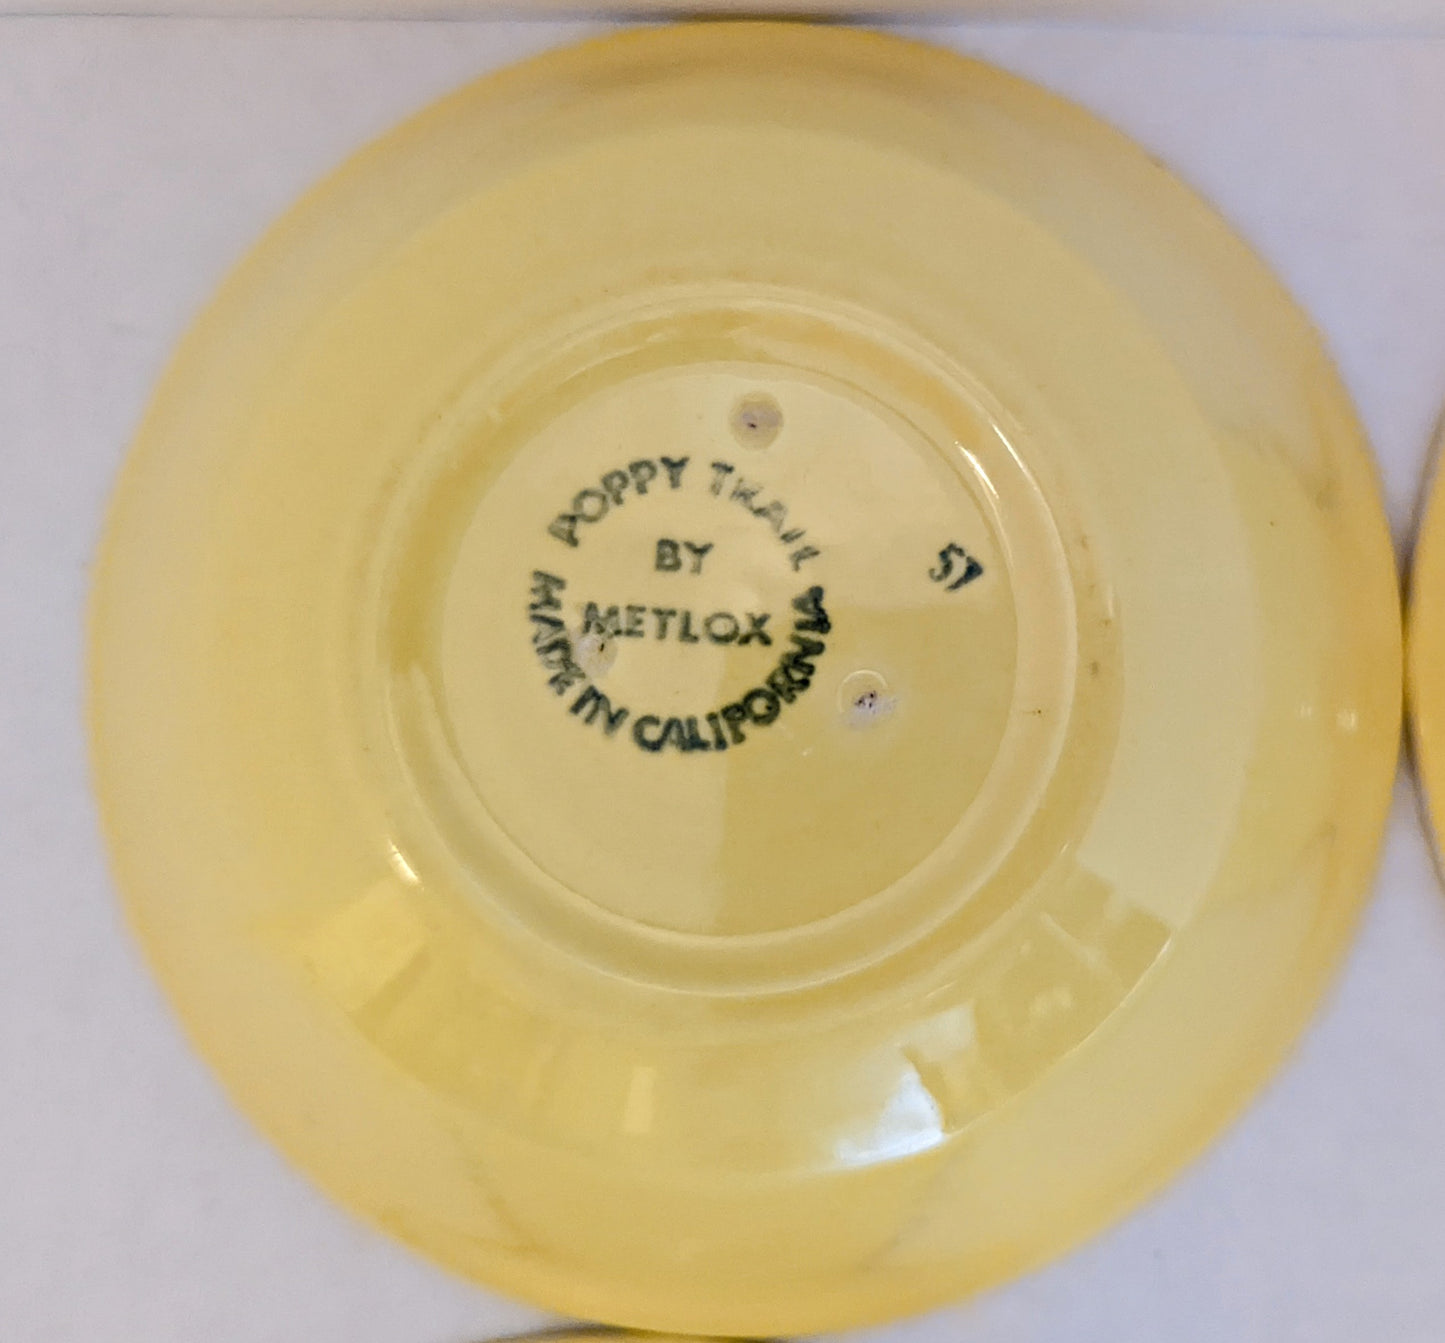 POPPY TRAIL
BY
METLOX
MADE IN CALIFORNIA
57